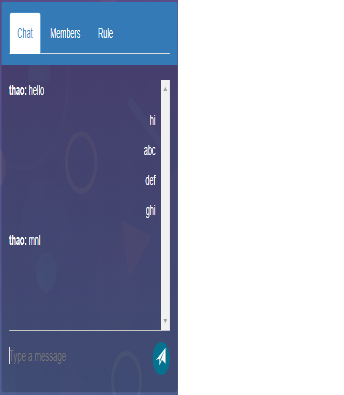 Chat Members Rule
thao: hello
hi
abc
def
ghi
thao: mnl
Type a message